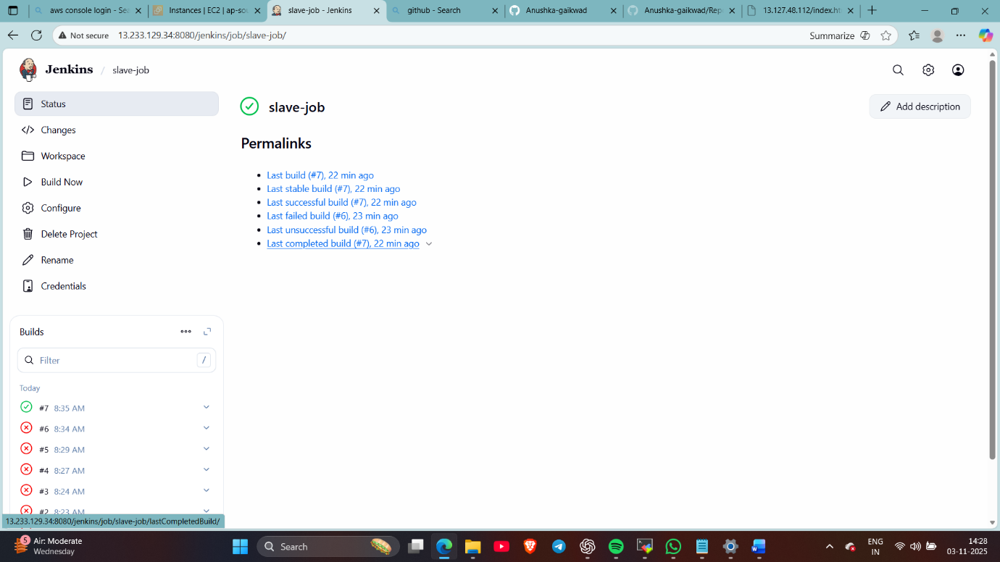 aws console login - Sea
Instances | EC2 | ap-sou
slave-job - Jenkins
github - Search
Anushka-gaikwad
Anushka-gaikwad/Repo
13.127.48.112/index.ht
Not secure
13.233.129.34:8080/jenkins/job/slave-job/
Summarize
Jenkins / slave-job
Status
Changes
Workspace
Build Now
Configure
Delete Project
Rename
Credentials
slave-job
Add description
Permalinks
Last build (#7), 22 min ago
Last stable build (#7), 22 min ago
Last successful build (#7), 22 min ago
Last failed build (#6), 23 min ago
Last unsuccessful build (#6), 23 min ago
Last completed build (#7), 22 min ago
Builds
Filter /
Today
#7 8:35 AM
#6 8:34 AM
#5 8:29 AM
#4 8:27 AM
#3 8:24 AM
#2 8:23 AM
13.233.129.34:8080/jenkins/job/slave-job/lastCompletedBuild/
5
Air: Moderate
Wednesday
Search
ENG
IN
14:28
03-11-2025